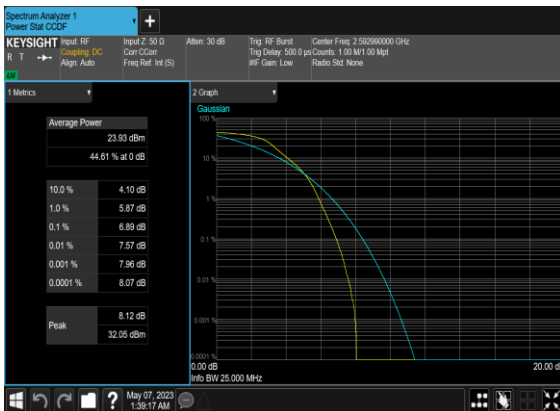 Spectrum Analyzer 1
Power Stat CCDF
KEYSIGHT
R T
LV
Input: RF
Coupling: DC
Align: Auto
Input Z: 50 Ω
Corr CCorr
Freq Ref: Int (S)
Atten: 30 dB
Trig: RF Burst
Trig Delay: 500.0 µs
#IF Gain: Low
Center Freq: 2.592990000 GHz
Counts: 1.00 M/1.00 Mpt
Radio Std: None
1 Metrics
Average Power
23.93 dBm
44.61 % at 0 dB
10.0 % 4.10 dB
1.0 % 5.87 dB
0.1 % 6.89 dB
0.01 % 7.57 dB
0.001 % 7.96 dB
0.0001 % 8.07 dB
Peak
8.12 dB
32.05 dBm
2 Graph
Gaussian
100 %
10 %
1 %
0.1 %
0.01 %
0.001 %
0.0001 %
0.00 dB
20.00 d
Info BW 25.000 MHz
?
May 07, 2023
1:39:17 AM